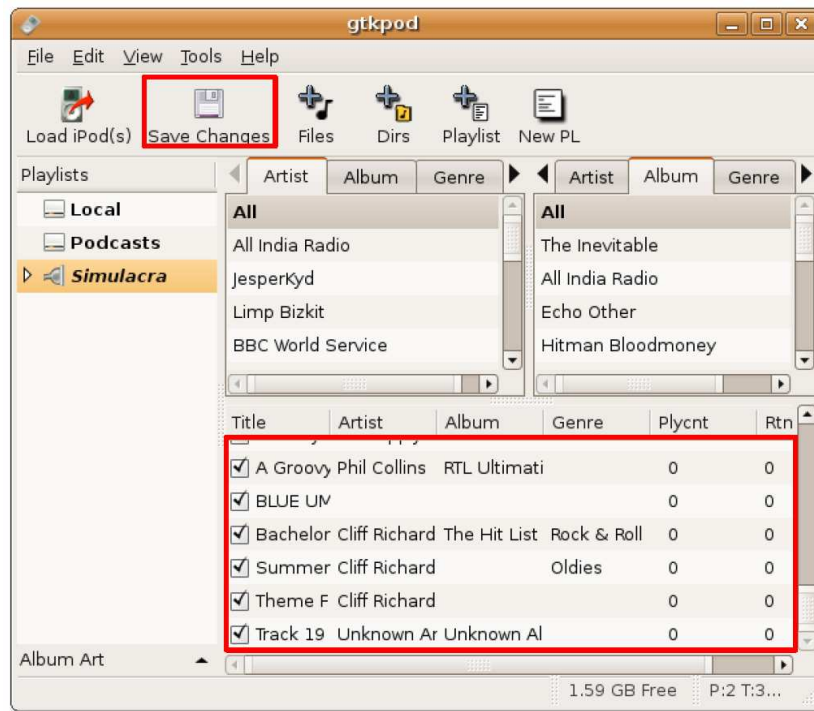 gtkpod
File Edit View Tools Help
Load iPod(s) Save Changes Files Dirs Playlist New PL
Playlists
Local
Podcasts
Simulacra
Artist Album Genre
All
All India Radio
JesperKyd
Limp Bizkit
BBC World Service
Artist Album Genre
All
The Inevitable
All India Radio
Echo Other
Hitman Bloodmoney
Title Artist Album Genre Plycnt Rtn
A Groovy Phil Collins RTL Ultimati 0 0
BLUE UM 0 0
Bachelor Cliff Richard The Hit List Rock & Roll 0 0
Summer Cliff Richard Oldies 0 0
Theme F Cliff Richard 0 0
Track 19 Unknown Ar Unknown Al 0 0
Album Art
1.59 GB Free P:2 T:3...